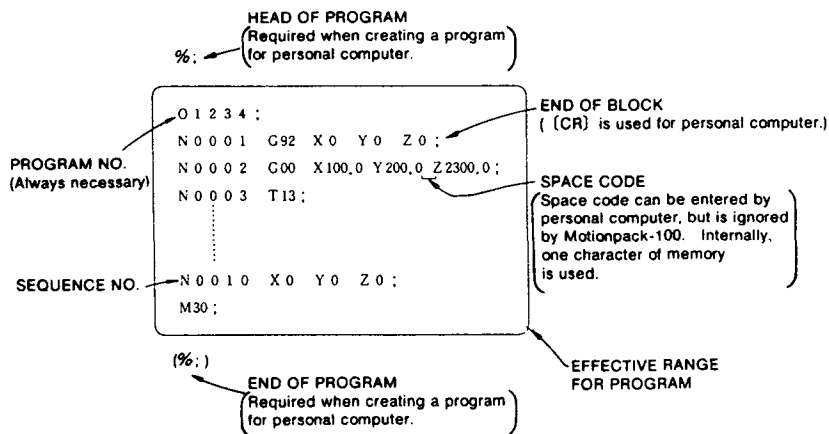 HEAD OF PROGRAM
(Required when creating a program
for personal computer.)
%;
O1234;
N0001 G92 X0 Y0 Z0;
N0002 G00 X100.0 Y200.0 Z2300.0;
N0003 T13;
N0010 X0 Y0 Z0;
M30;
PROGRAM NO.
(Always necessary)
SEQUENCE NO.
END OF BLOCK
( [CR] is used for personal computer.)
SPACE CODE
(Space code can be entered by
personal computer, but is ignored
by Motionpack-100. Internally,
one character of memory
is used.)
EFFECTIVE RANGE
FOR PROGRAM
(%;)
END OF PROGRAM
(Required when creating a program
for personal computer.)